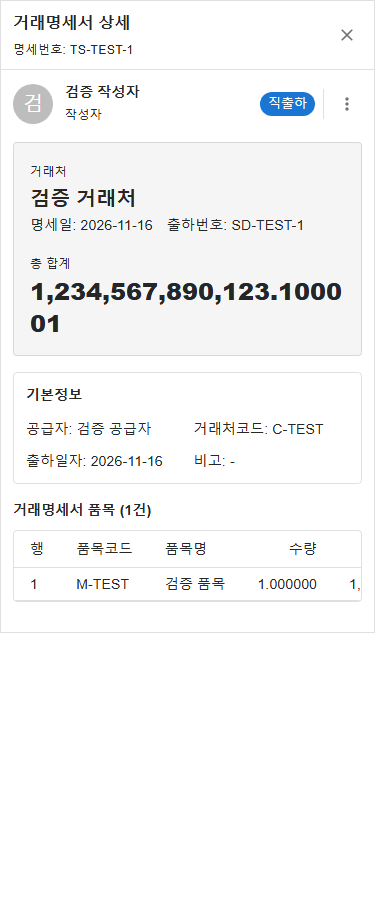 거래명세서 상세
명세번호: TS-TEST-1
검
검증 작성자
작성자
직출하
거래처
검증 거래처
명세일: 2026-11-16 출하번호: SD-TEST-1
총 합계
1,234,567,890,123.1000
01
기본정보
공급자: 검증 공급자 거래처코드: C-TEST
출하일자: 2026-11-16 비고: -
거래명세서 품목 (1건)
행 품목코드 품목명 수량
1 M-TEST 검증 품목 1.000000 1,